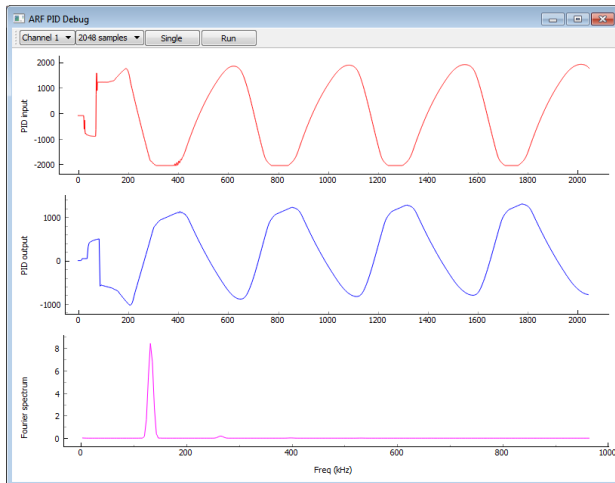 ARF PID Debug
Channel 1 2048 samples Single Run
2000
1000
0
-1000
-2000
PID input
0 200 400 600 800 1000 1200 1400 1600 1800 2000
1000
0
-1000
PID output
0 200 400 600 800 1000 1200 1400 1600 1800 2000
8
6
4
2
0
Fourier spectrum
0 200 400 600 800 1000
Freq (kHz)